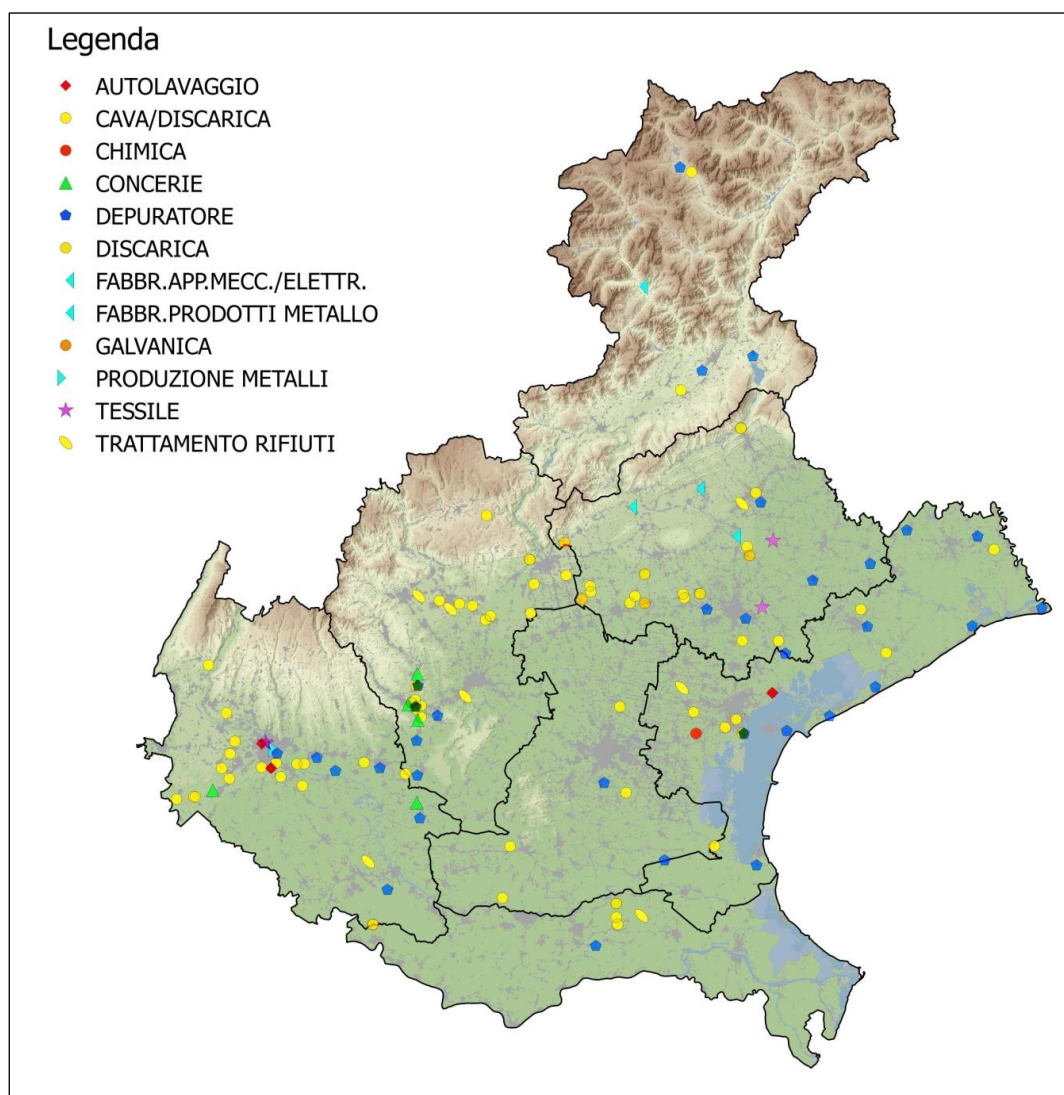 Legenda
AUTOLAVAGGIO
CAVA/DISCARICA
CHIMICA
CONCERIE
DEPURATORE
DISCARICA
FABBR.APP.MECC./ELETTR.
FABBR.PRODOTTI METALLO
GALVANICA
PRODUZIONE METALLI
TESSILE
TRATTAMENTO RIFIUTI